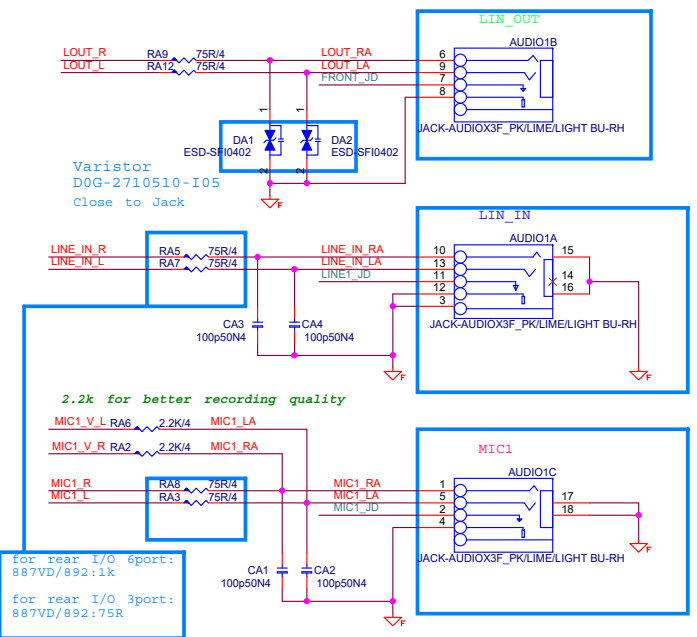 LIN_OUT
AUDIO1B
LOUT_R RA9 75R/4 LOUT_RA 6
LOUT_L RA12 75R/4 LOUT_LA 9
FRONT_JD 7
8
1 1
DA1 DA2
ESD-SFI0402 ESD-SFI0402
2 2
JACK-AUDIOX3F_PK/LIME/LIGHT BU-RH
Varistor
D0G-2710510-I05
Close to Jack
F
LIN_IN
AUDIO1A
LINE_IN_R RA5 75R/4 LINE_IN_RA 10 15
LINE_IN_L RA7 75R/4 LINE_IN_LA 13
LINE1_JD 11 14
12 16
3
CA3 CA4
100p50N4 100p50N4
JACK-AUDIOX3F_PK/LIME/LIGHT BU-RH
F F
2.2k for better recording quality
MIC1_V_L RA6 2.2K/4 MIC1_LA
MIC1_V_R RA2 2.2K/4 MIC1_RA
MIC1
AUDIO1C
MIC1_R RA8 75R/4 MIC1_RA 1
MIC1_L RA3 75R/4 MIC1_LA 5 17
MIC1_JD 2 18
4
F
JACK-AUDIOX3F_PK/LIME/LIGHT BU-RH
CA1 CA2
100p50N4 100p50N4
F
for rear I/O 6port:
887VD/892:1k
for rear I/O 3port:
887VD/892:75R